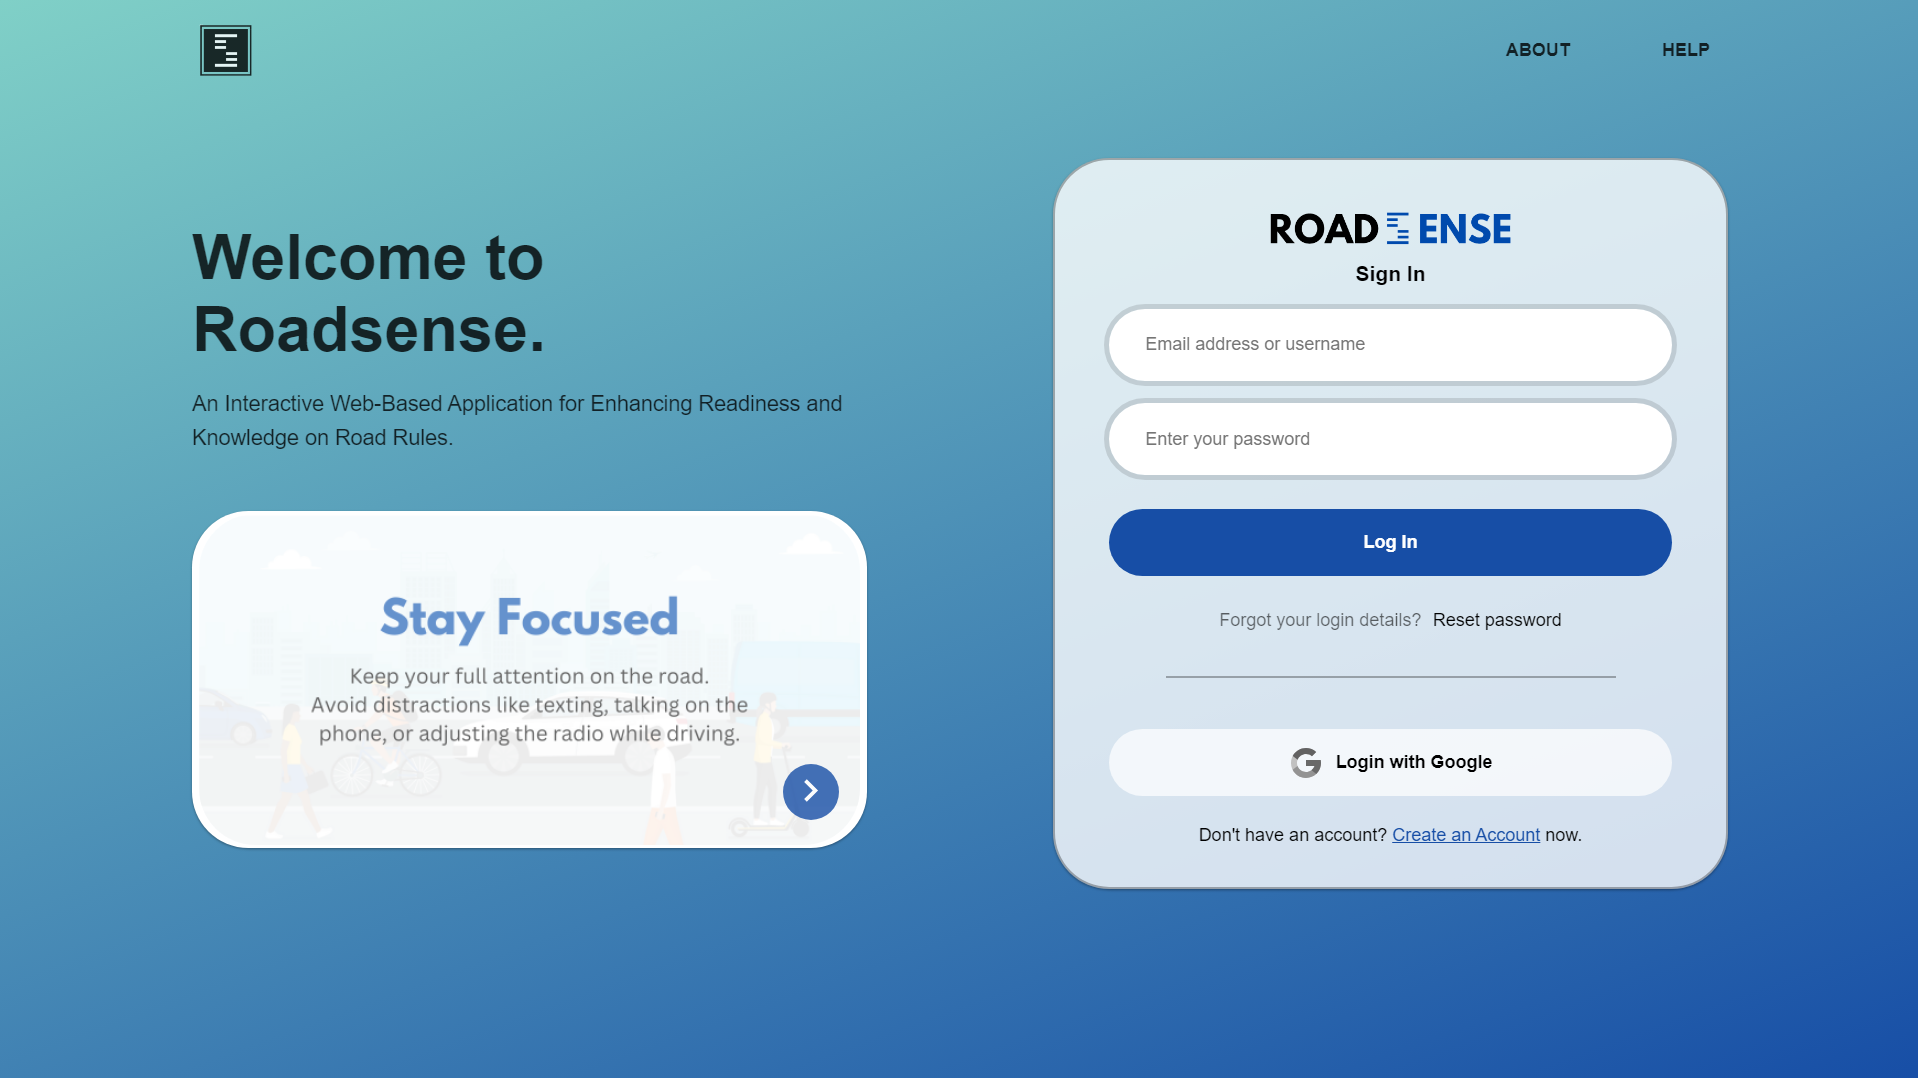 ABOUT
HELP
Welcome to
Roadsense.
An Interactive Web-Based Application for Enhancing Readiness and
Knowledge on Road Rules.
Stay Focused
Keep your full attention on the road.
Avoid distractions like texting, talking on the
phone, or adjusting the radio while driving.
ROADSENSE
Sign In
Email address or username
Enter your password
Log In
Forgot your login details? Reset password
Login with Google
Don't have an account? Create an Account now.